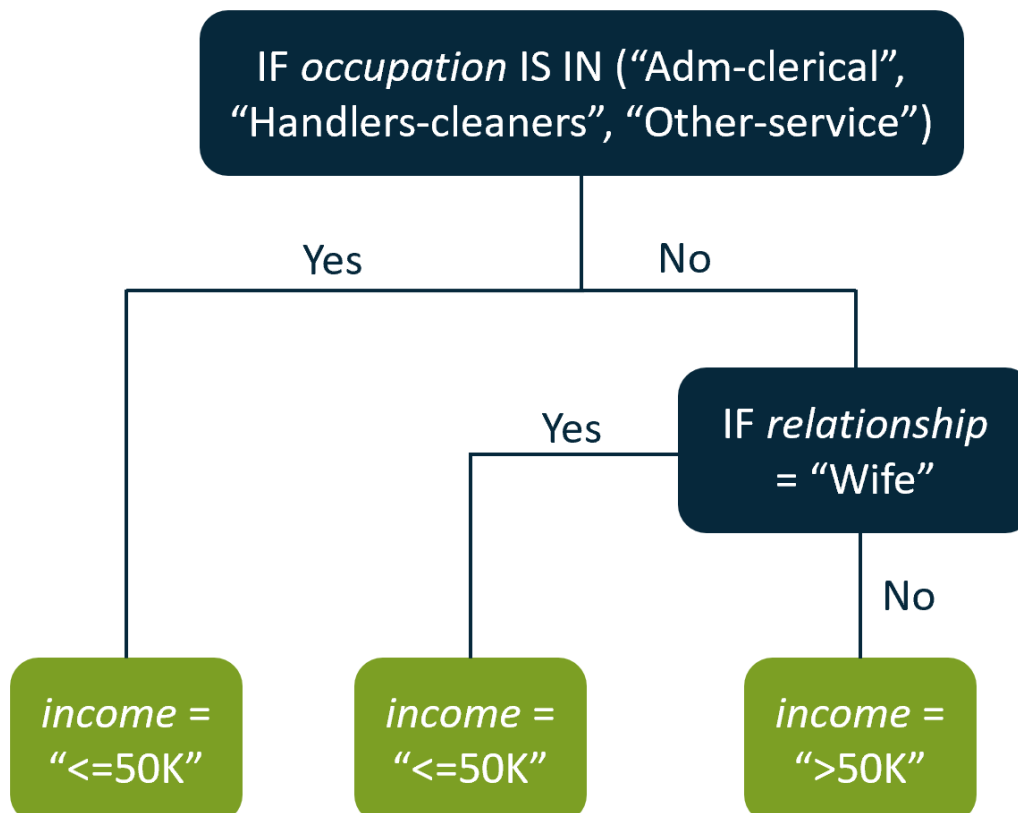 IF occupation IS IN (“Adm-clerical”,
“Handlers-cleaners”, “Other-service”)
Yes
No
IF relationship
= “Wife”
Yes
No
income =
“<=50K”
income =
“<=50K”
income =
“>50K”